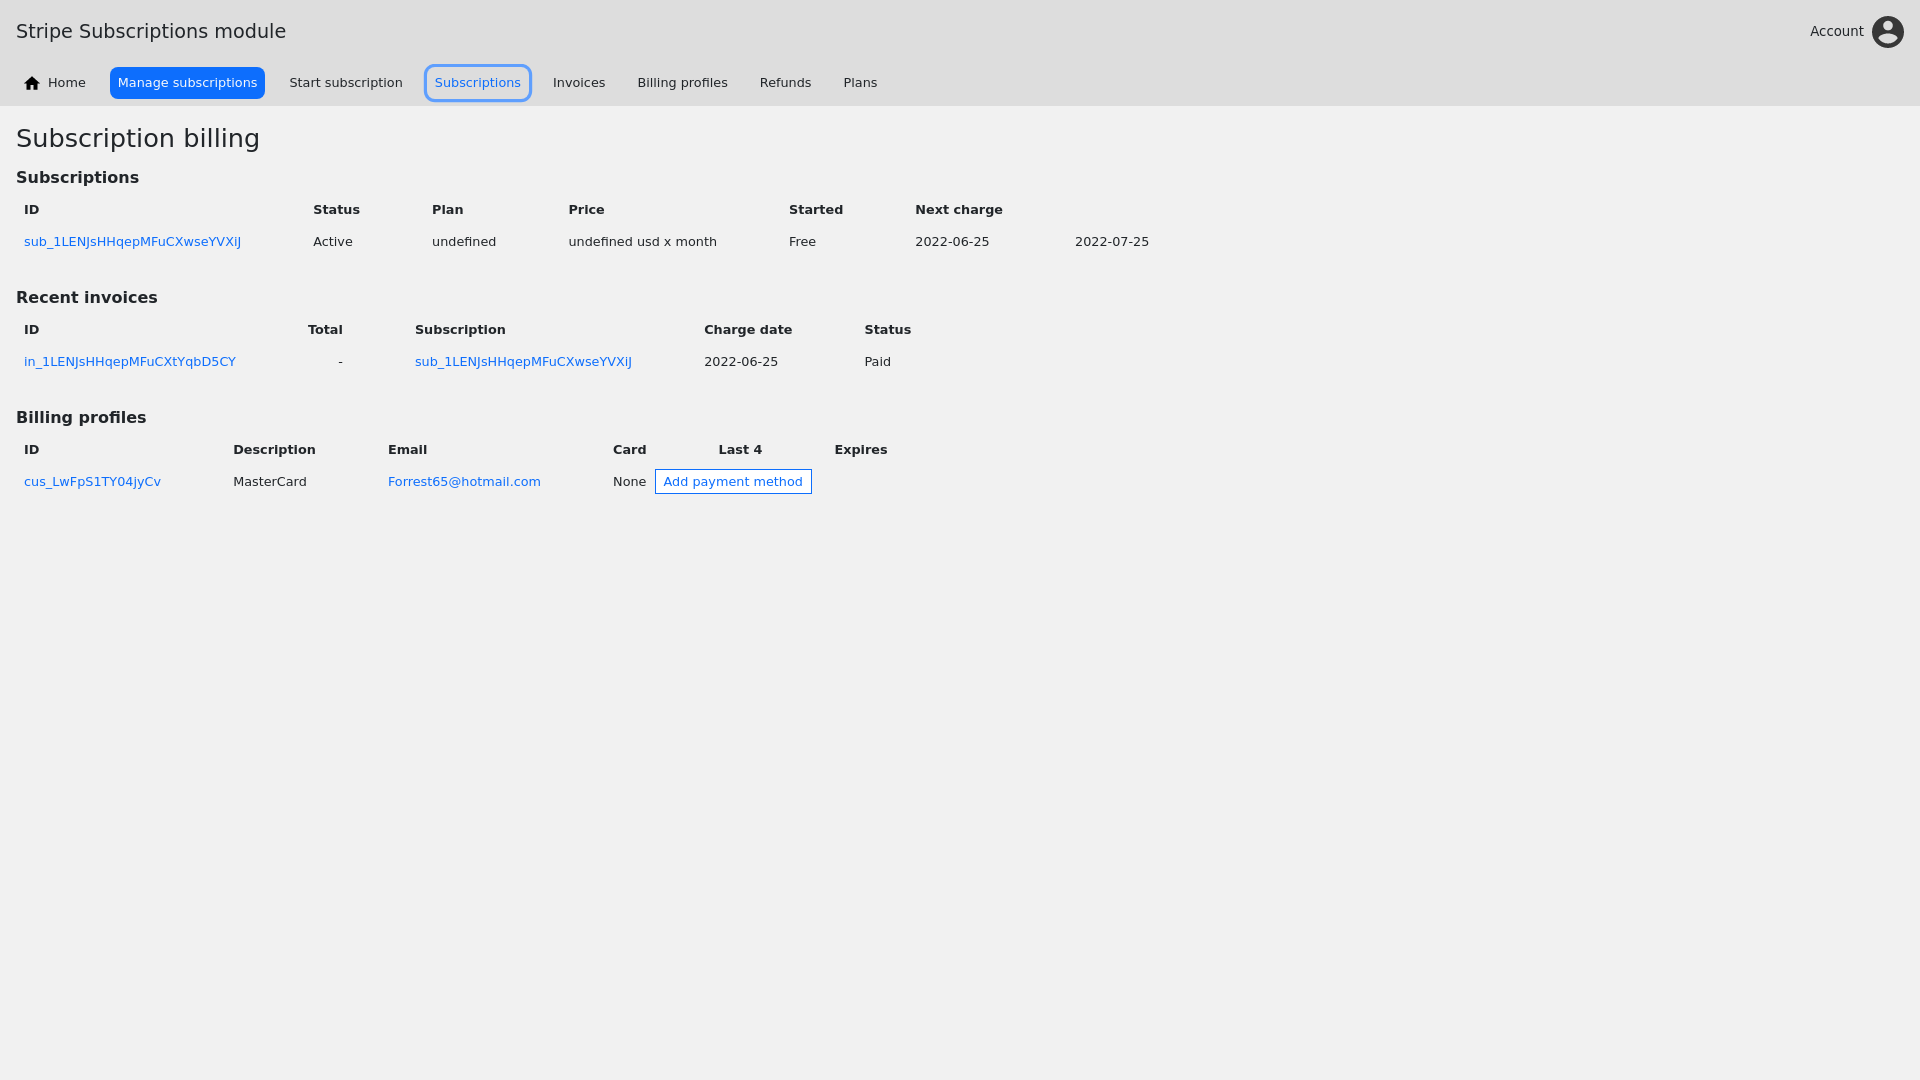 Stripe Subscriptions module
Account
Home Manage subscriptions Start subscription Subscriptions Invoices Billing profiles Refunds Plans
Subscription billing
Subscriptions
ID Status Plan Price Started Next charge
sub_1LENJsHHqepMFuCXwseYVXiJ Active undefined undefined usd x month Free 2022-06-25 2022-07-25
Recent invoices
ID Total Subscription Charge date Status
in_1LENJsHHqepMFuCXtYqbD5CY - sub_1LENJsHHqepMFuCXwseYVXiJ 2022-06-25 Paid
Billing profiles
ID Description Email Card Last 4 Expires
cus_LwFpS1TY04jyCv MasterCard Forrest65@hotmail.com None Add payment method